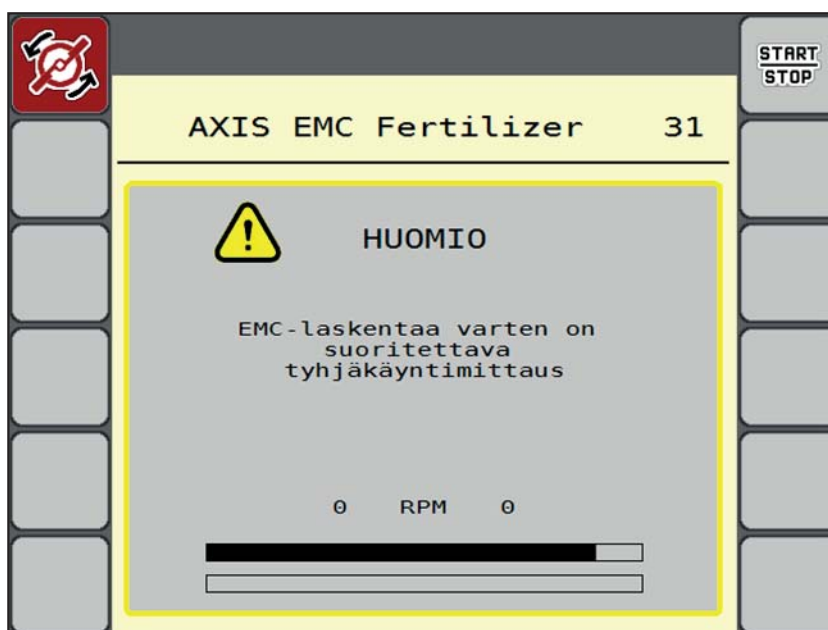 START
STOP
AXIS EMC Fertilizer 31
HUOMIO
EMC-laskentaa varten on
suoritettava
tyhjäkäyntimittaus
0 RPM 0